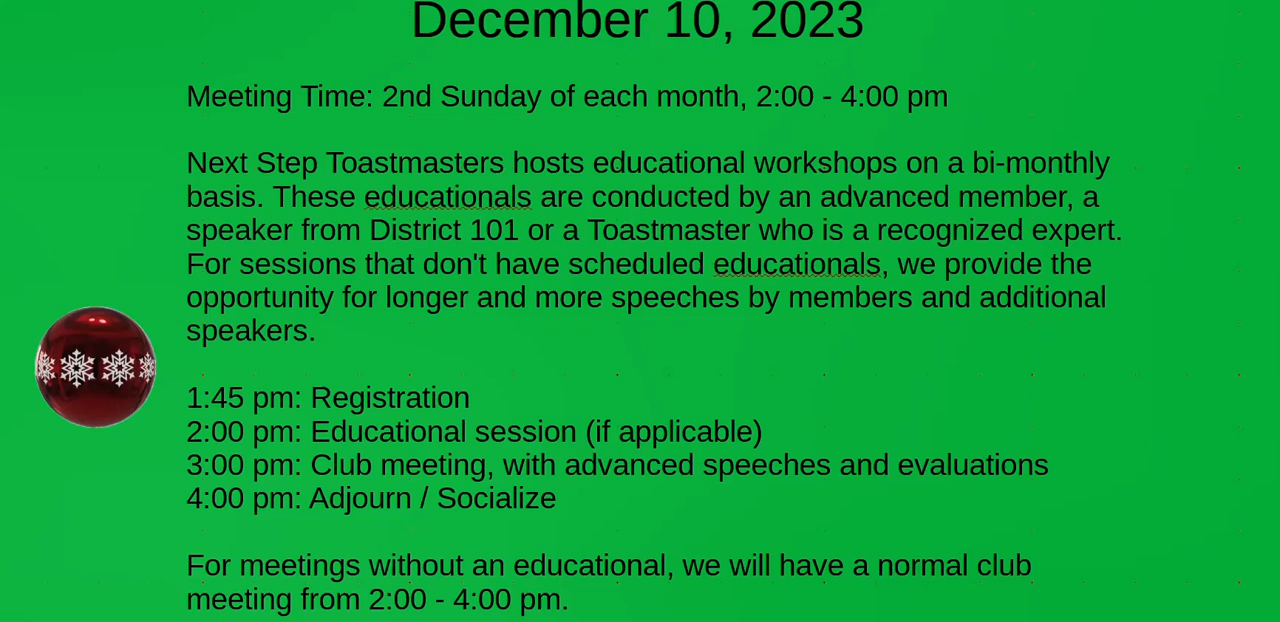 December 10, 2023
Meeting Time: 2nd Sunday of each month, 2:00 - 4:00 pm
Next Step Toastmasters hosts educational workshops on a bi-monthly
basis. These educationals are conducted by an advanced member, a
speaker from District 101 or a Toastmaster who is a recognized expert.
For sessions that don't have scheduled educationals, we provide the
opportunity for longer and more speeches by members and additional
speakers.
1:45 pm: Registration
2:00 pm: Educational session (if applicable)
3:00 pm: Club meeting, with advanced speeches and evaluations
4:00 pm: Adjourn / Socialize
For meetings without an educational, we will have a normal club
meeting from 2:00 - 4:00 pm.